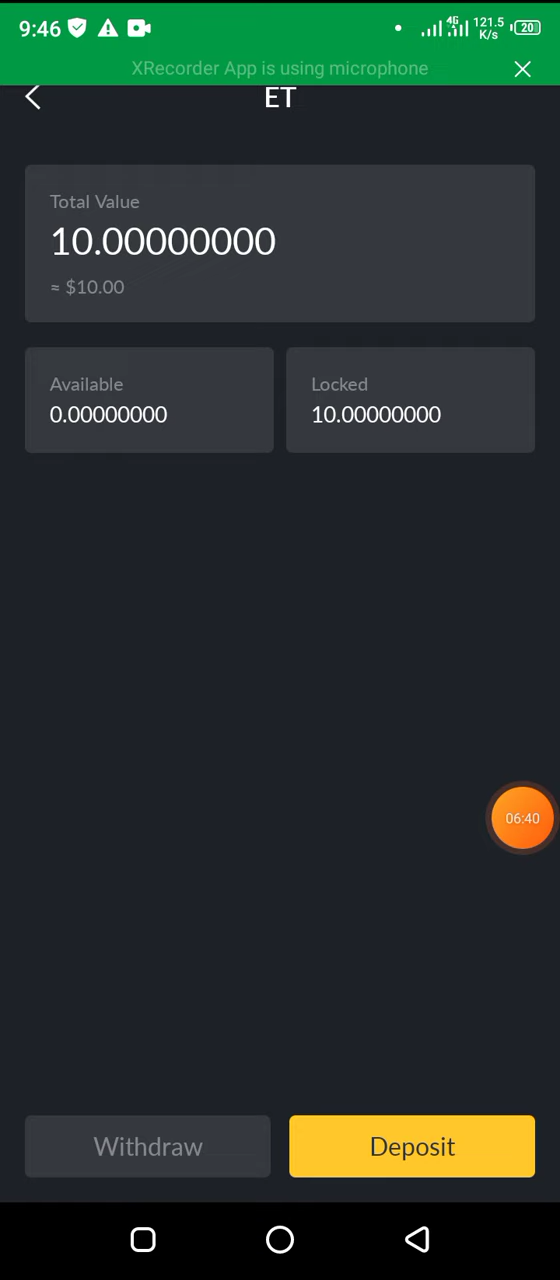 9:46 4G 121.5 K/s 20
XRecorder App is using microphone
ET
Total Value
10.00000000
≈ $10.00
Available
0.00000000
Locked
10.00000000
06:40
Withdraw
Deposit